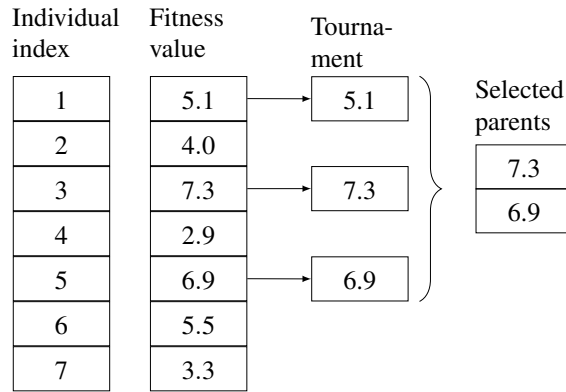 Individual
index
1
2
3
4
5
6
7
Fitness
value
5.1
4.0
7.3
2.9
6.9
5.5
3.3
Tourna-
ment
5.1
7.3
6.9
Selected
parents
7.3
6.9